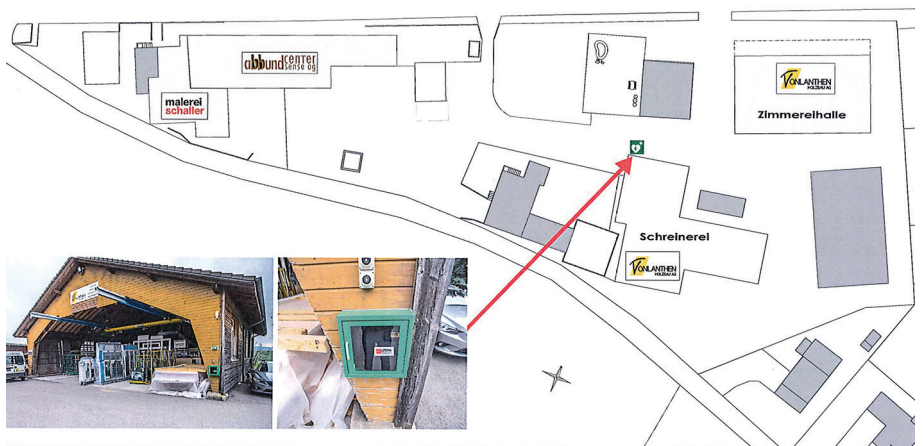 abbundcenter
sense ag
malerei
schaller
VONLANTHEN
HOLZBAU AG
Zimmereihalle
Schreinerei
VONLANTHEN
HOLZBAU AG